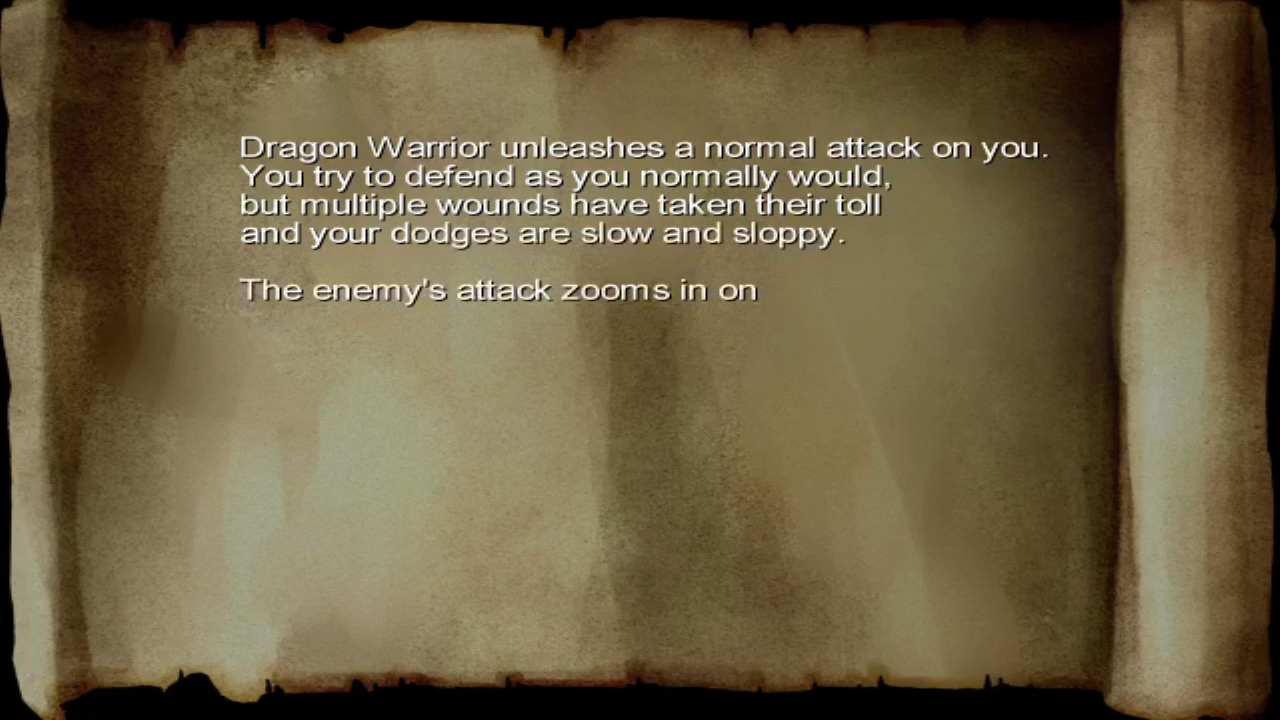 Dragon Warrior unleashes a normal attack on you.
You try to defend as you normally would,
but multiple wounds have taken their toll
and your dodges are slow and sloppy.
The enemy's attack zooms in on